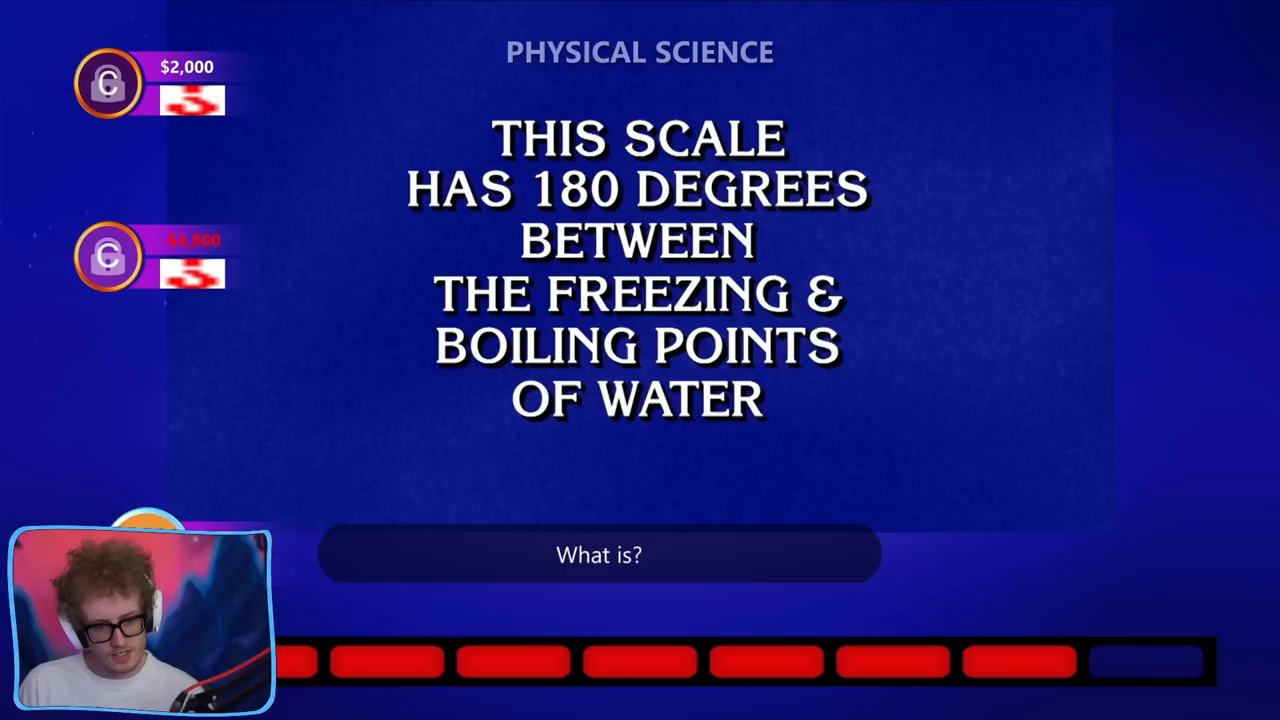 PHYSICAL SCIENCE
C
$2,000
THIS SCALE
HAS 180 DEGREES
BETWEEN
THE FREEZING &
BOILING POINTS
OF WATER
C
-$4,800
What is?